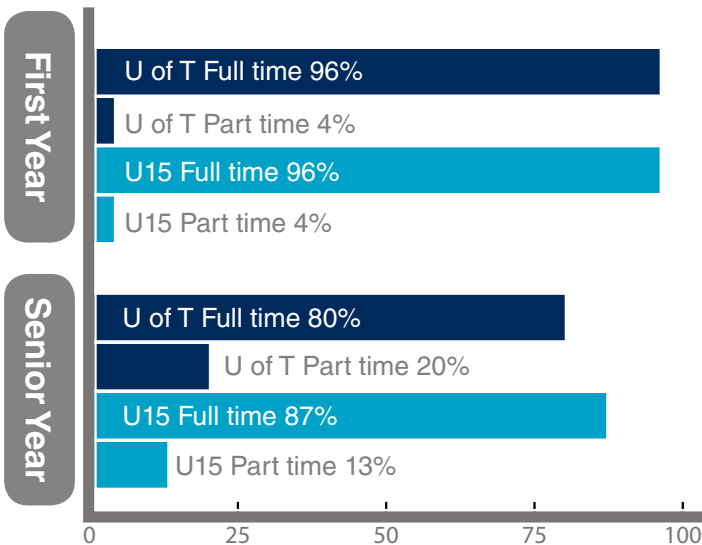 First Year
U of T Full time 96%
U of T Part time 4%
U15 Full time 96%
U15 Part time 4%
Senior Year
U of T Full time 80%
U of T Part time 20%
U15 Full time 87%
U15 Part time 13%
0 25 50 75 100